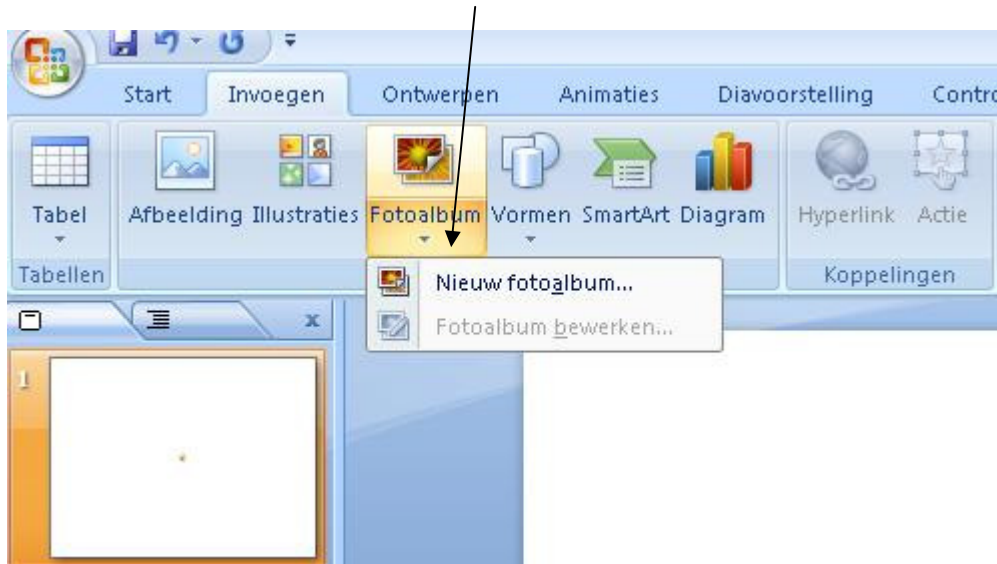 Start Invoegen Ontwerpen Animaties Diavoorstelling Contro
Tabel Afbeelding Illustraties Fotoalbum Vormen SmartArt Diagram Hyperlink Actie
Tabellen Koppelingen
Nieuw fotoalbum...
Fotoalbum bewerken...
x
1